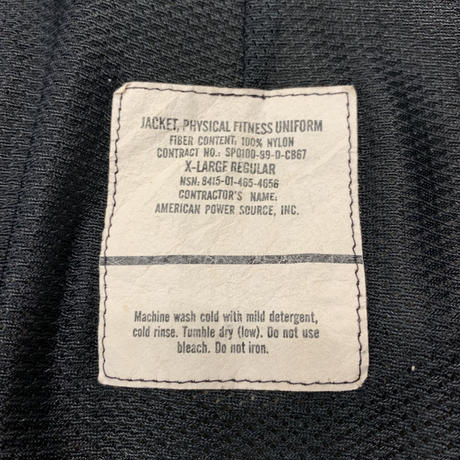 JACKET, PHYSICAL FITNESS UNIFORM
FIBER CONTENT: 100% NYLON
CONTRACT NO.: SPO100-99-D-CB67
X-LARGE REGULAR
NSN: 8415-01-465-4656
CONTRACTOR'S NAME:
AMERICAN POWER SOURCE, INC.
Machine wash cold with mild detergent,
cold rinse. Tumble dry (low). Do not use
bleach. Do not iron.